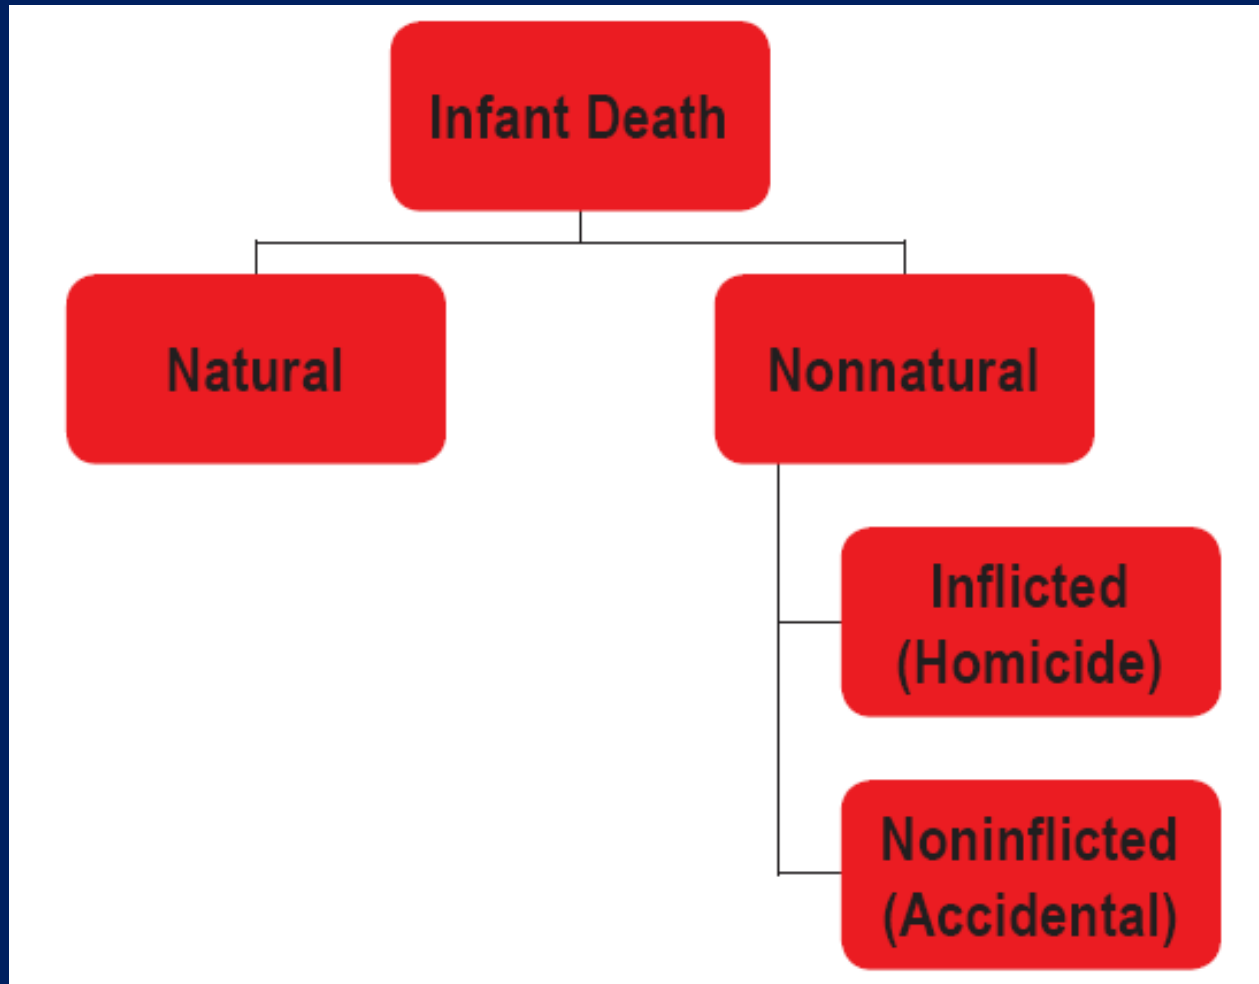 Infant Death
Natural
Nonnatural
Inflicted
(Homicide)
Noninflicted
(Accidental)